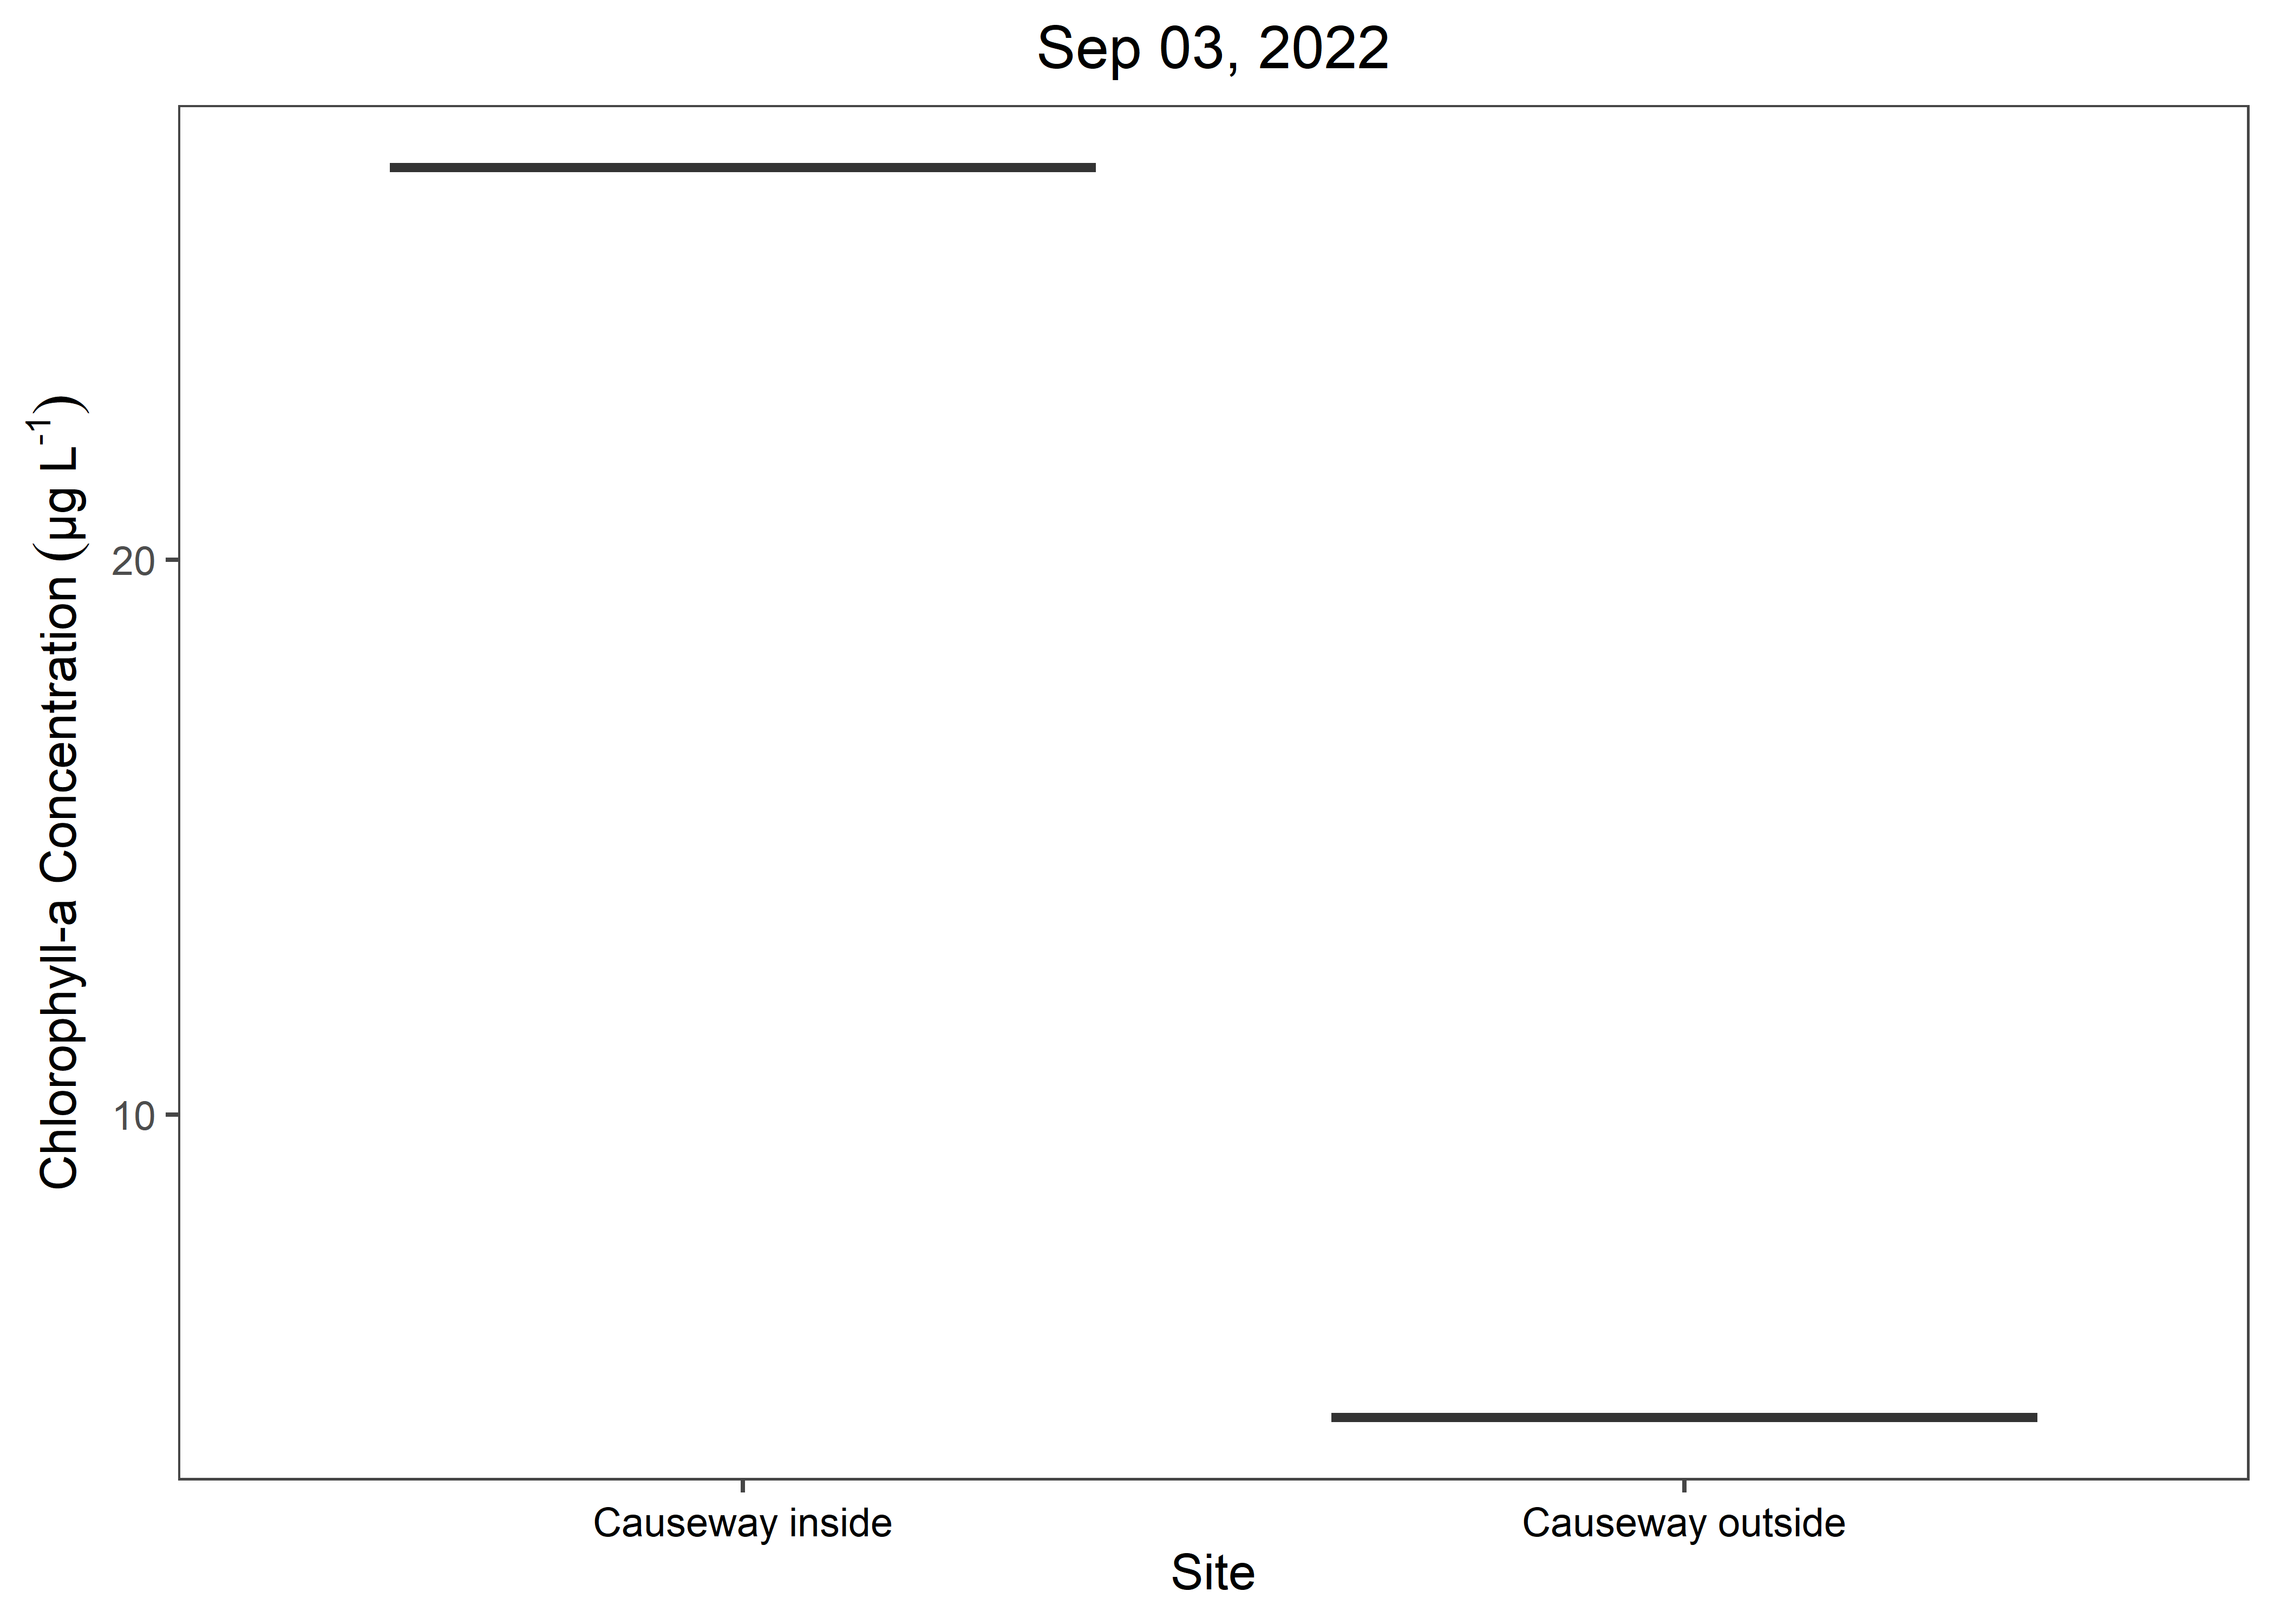 Sep 03, 2022
Chlorophyll-a Concentration (µg L⁻¹)
20
10
Causeway inside
Causeway outside
Site